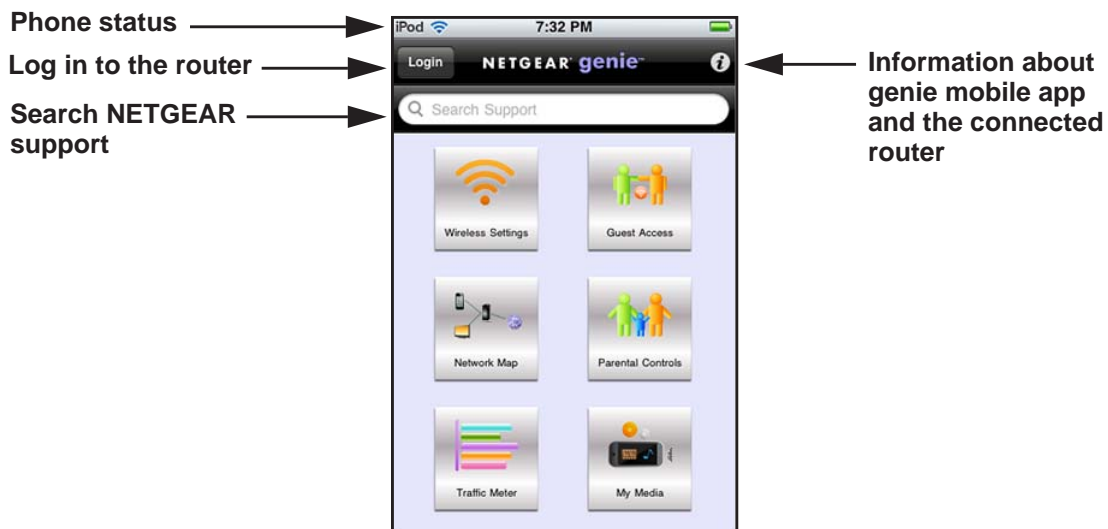 Phone status
Log in to the router
Search NETGEAR
support
iPod 7:32 PM
Login NETGEAR® genie™
Search Support
Information about
genie mobile app
and the connected
router
Wireless Settings Guest Access
Network Map Parental Controls
Traffic Meter My Media